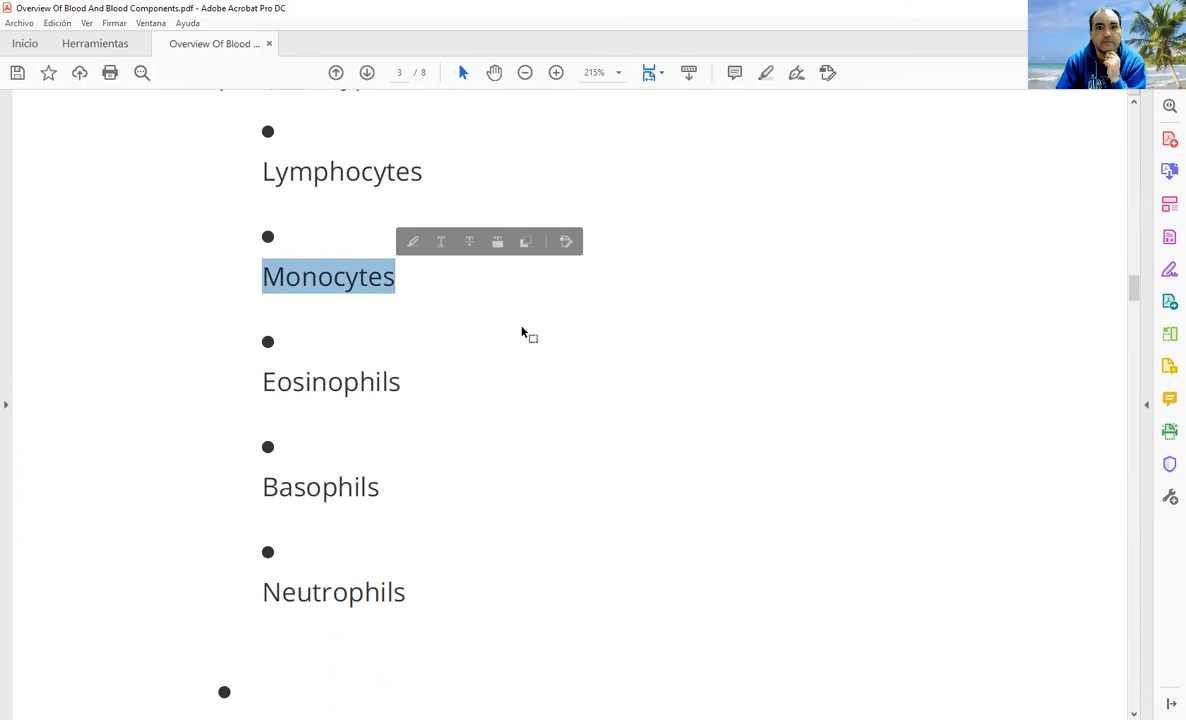 Overview Of Blood And Blood Components.pdf - Adobe Acrobat Pro DC
Archivo Edición Ver Firmar Ventana Ayuda
Inicio Herramientas Overview Of Blood ... ×
3 / 8 215%
Lymphocytes
Monocytes
Eosinophils
Basophils
Neutrophils